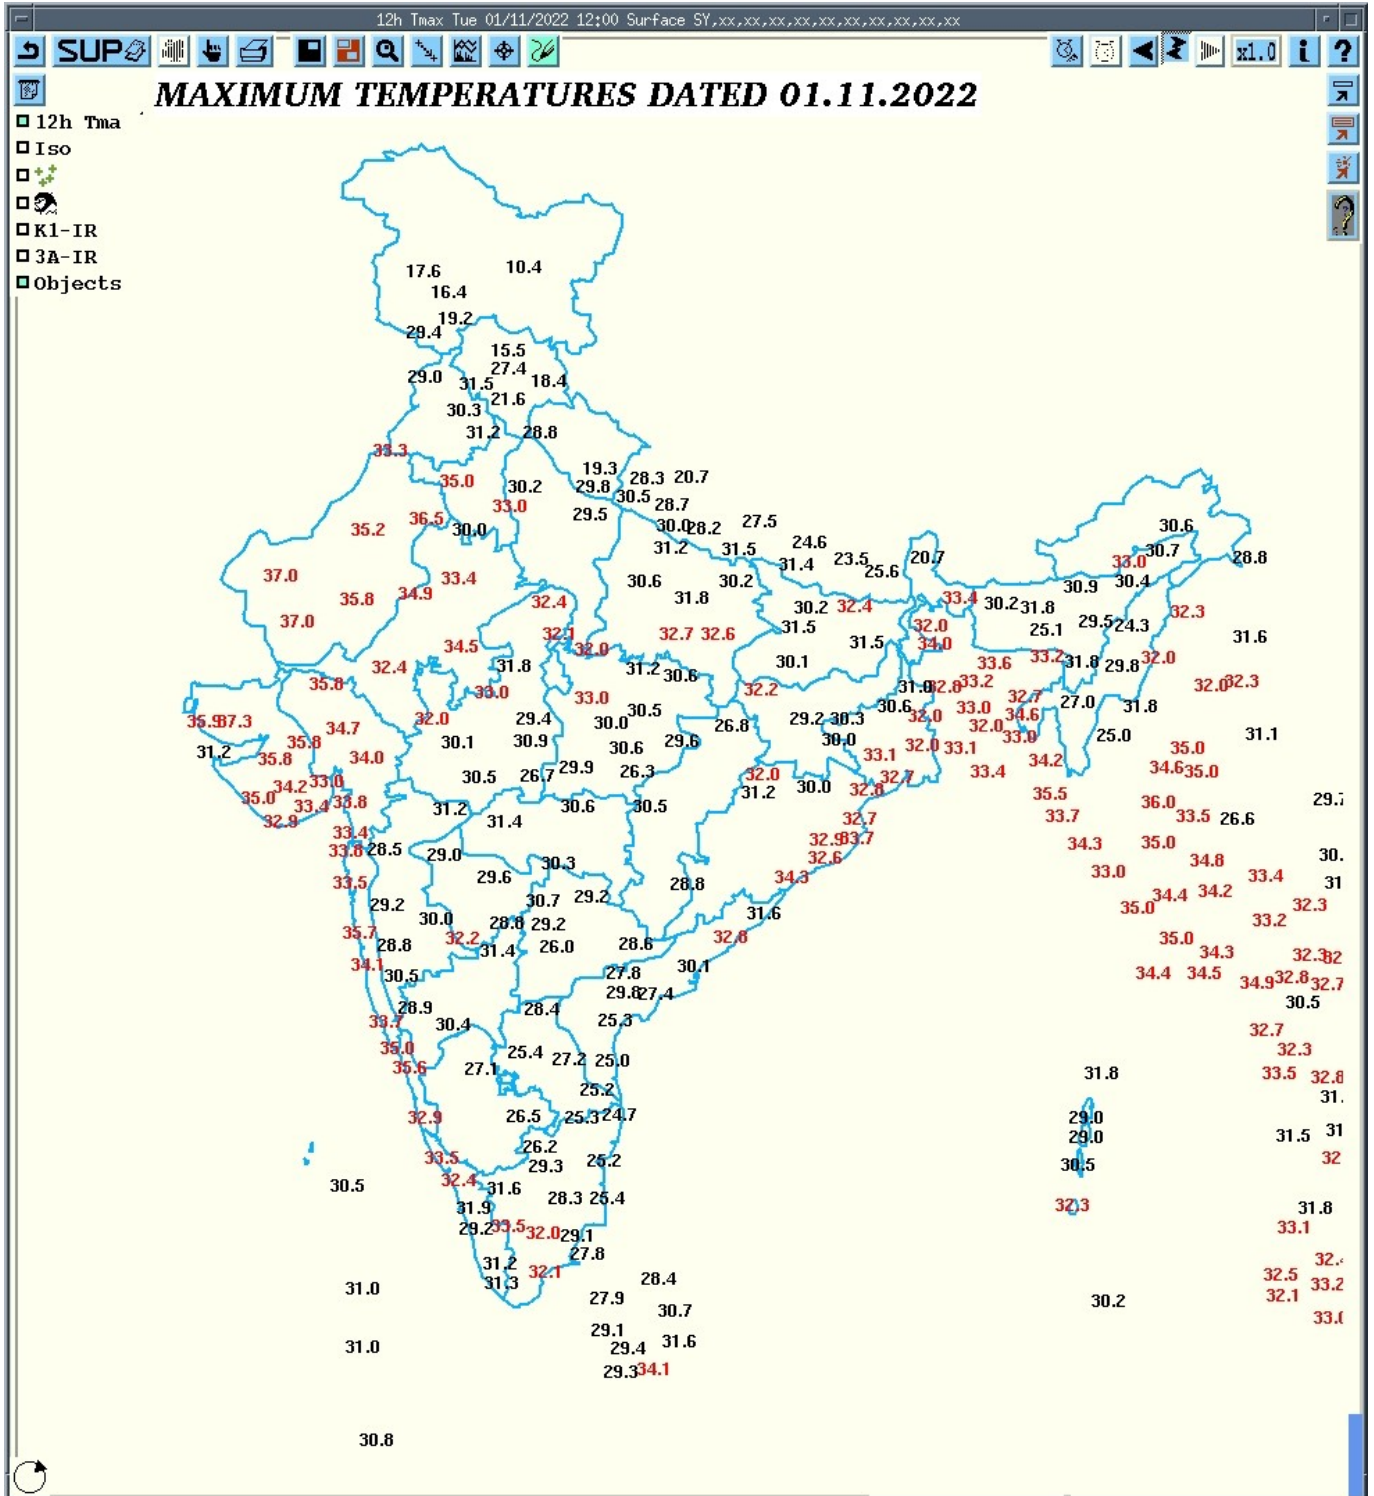 12h Tmax Tue 01/11/2022 12:00 Surface SY,xx,xx,xx,xx,xx,xx,xx,xx,xx,xx
SUP x1.0 i ?
MAXIMUM TEMPERATURES DATED 01.11.2022
12h Tma
Iso
K1-IR
3A-IR
Objects
17.6 10.4
16.4
19.2
29.4
15.5
27.4
29.0 31.5 18.4
21.6
30.3
31.2 28.8
33.3
19.3 28.3 20.7
35.0 30.2 29.8
30.5
33.0 28.7
36.5 29.5 27.5
35.2 30.0 30.0 28.2 30.6
31.2 31.5 24.6 30.7
31.4 23.5 20.7 33.0 28.8
37.0 33.4 30.6 30.2 25.6 30.9 30.4
35.8 34.9 32.4 31.8 30.2 32.4 33.4 30.2 31.8 32.3
37.0 32.1 32.7 32.6 31.5 32.0 25.1 29.5 24.3
34.5 32.0 31.5 34.0 31.6
32.4 31.8 31.2 30.6 30.1 33.6 33.2 31.8 29.8 32.0
35.8 33.0 33.0 32.2 31.0 32.8 33.2 32.0 32.3
30.5 30.6 33.0 32.7 27.0 31.8
35.9 37.3 34.7 32.0 29.4 30.0 26.8 29.2 30.3 32.0 32.0 34.6
35.8 30.1 30.9 29.6 30.0 33.0 25.0 31.1
31.2 35.8 34.0 30.6 33.1 32.0 33.1 34.2 35.0
30.5 26.7 29.9 26.3 32.0 32.7 33.4 34.6 35.0
34.2 33.0 31.2 30.0 32.8
35.0 33.4 33.8 31.2 30.6 30.5 35.5 36.0 29.7
32.9 31.4 32.7 33.7 33.5 26.6
33.4 32.9 33.7
33.8 28.5 29.0 30.3 32.6 34.3 35.0 30.
33.5 29.6 28.8 34.3 33.0 34.8 33.4 31
29.2 30.7 29.2 35.0 34.4 34.2 32.3
30.0 28.8 29.2 31.6 33.2
35.7 32.2 32.8 35.0
28.8 31.4 26.0 28.6 34.3 32.3 32
34.1 30.5 27.8 30.1 34.4 34.5 34.9 32.8 32.7
29.8 27.4 30.5
28.9 28.4
33.7 30.4 25.3 32.7
35.0 25.4 27.2 25.0 32.3
35.6 27.1 31.8 33.5 32.8
25.2 31.
32.9 26.5 25.3 24.7 29.0
29.0 31.5 31
26.2
33.5 29.3 25.2 30.5 32
30.5 32.4 31.6 28.3 25.4
31.9 32.3 31.8
29.2 33.5 32.0 29.1 33.1
27.8
31.2 32.1 32.4
31.0 31.3 28.4 32.5 33.2
27.9 30.7 30.2 32.1
33.0
29.1 31.6
31.0 29.4
29.3 34.1
30.8